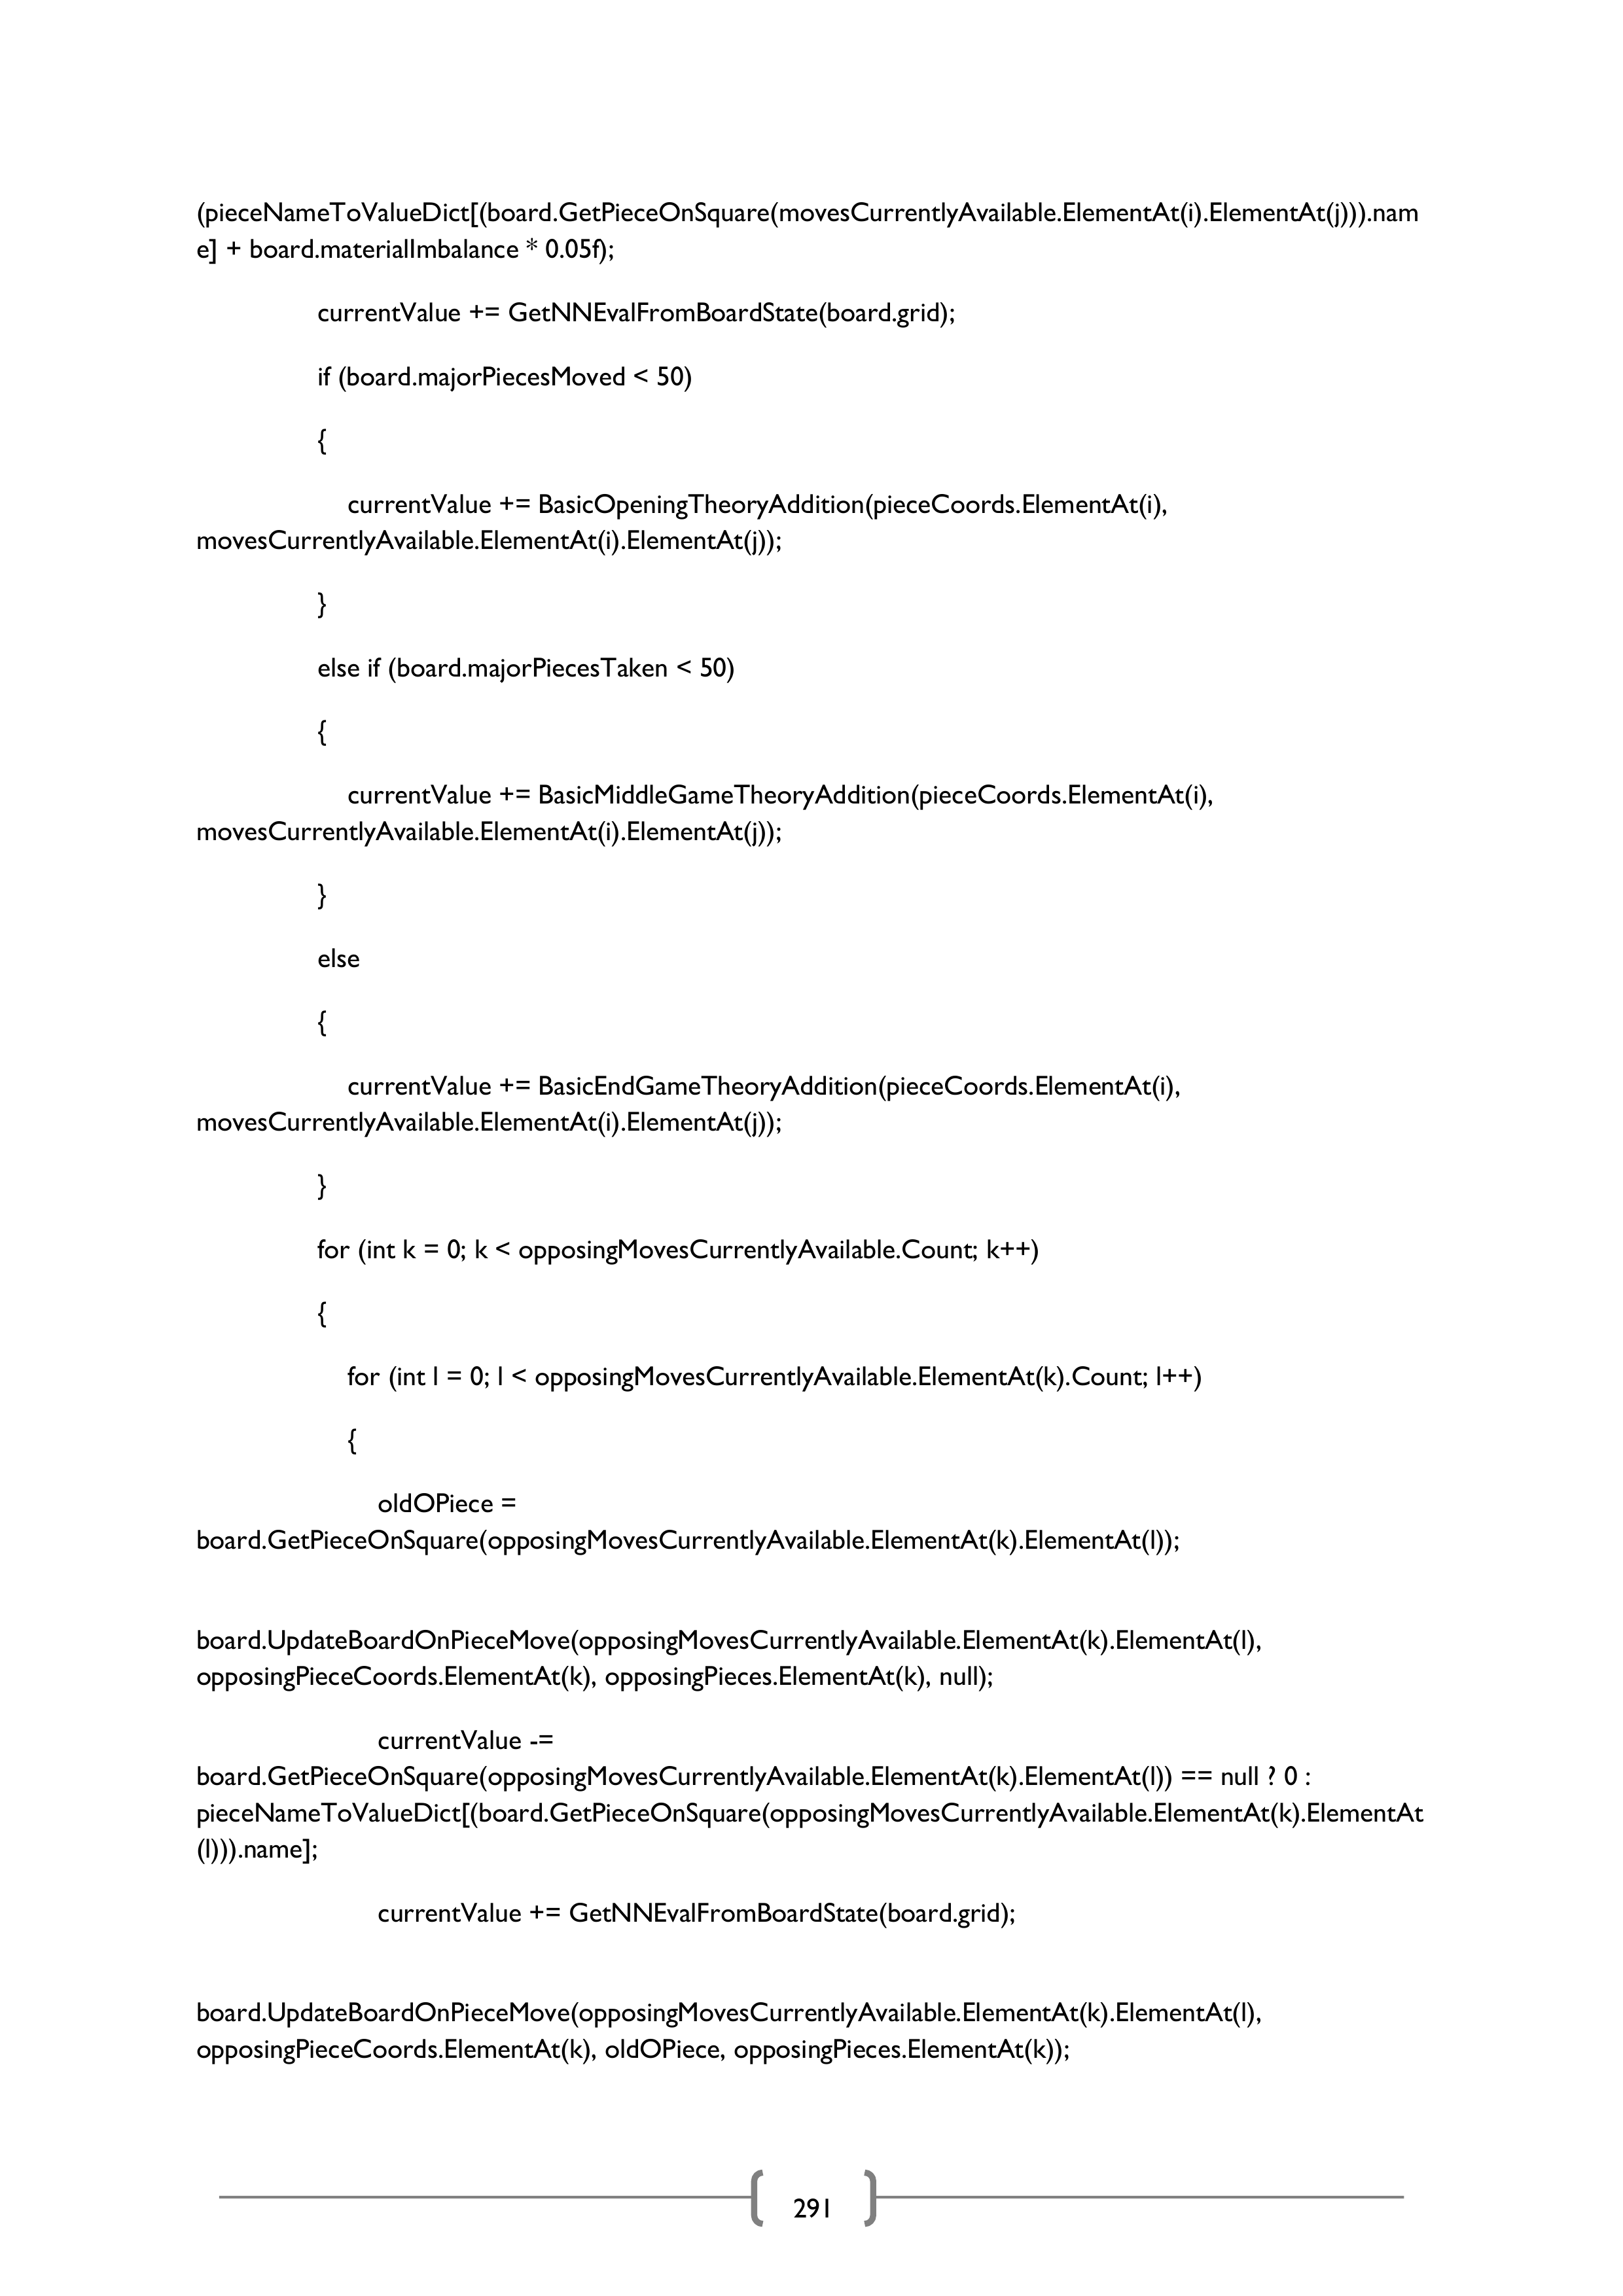 (pieceNameToValueDict[(board.GetPieceOnSquare(movesCurrentlyAvailable.ElementAt(i).ElementAt(j))).nam
e] + board.materialImbalance * 0.05f);
currentValue += GetNNEvalFromBoardState(board.grid);
if (board.majorPiecesMoved < 50)
{
currentValue += BasicOpeningTheoryAddition(pieceCoords.ElementAt(i),
movesCurrentlyAvailable.ElementAt(i).ElementAt(j));
}
else if (board.majorPiecesTaken < 50)
{
currentValue += BasicMiddleGameTheoryAddition(pieceCoords.ElementAt(i),
movesCurrentlyAvailable.ElementAt(i).ElementAt(j));
}
else
{
currentValue += BasicEndGameTheoryAddition(pieceCoords.ElementAt(i),
movesCurrentlyAvailable.ElementAt(i).ElementAt(j));
}
for (int k = 0; k < opposingMovesCurrentlyAvailable.Count; k++)
{
for (int l = 0; l < opposingMovesCurrentlyAvailable.ElementAt(k).Count; l++)
{
oldOPiece =
board.GetPieceOnSquare(opposingMovesCurrentlyAvailable.ElementAt(k).ElementAt(l));
board.UpdateBoardOnPieceMove(opposingMovesCurrentlyAvailable.ElementAt(k).ElementAt(l),
opposingPieceCoords.ElementAt(k), opposingPieces.ElementAt(k), null);
currentValue -=
board.GetPieceOnSquare(opposingMovesCurrentlyAvailable.ElementAt(k).ElementAt(l)) == null ? 0 :
pieceNameToValueDict[(board.GetPieceOnSquare(opposingMovesCurrentlyAvailable.ElementAt(k).ElementAt
(l))).name];
currentValue += GetNNEvalFromBoardState(board.grid);
board.UpdateBoardOnPieceMove(opposingMovesCurrentlyAvailable.ElementAt(k).ElementAt(l),
opposingPieceCoords.ElementAt(k), oldOPiece, opposingPieces.ElementAt(k));
291